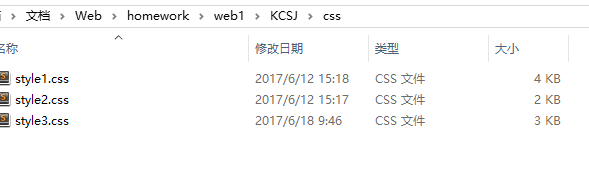 文档 > Web > homework > web1 > KCSJ > css
名称 修改日期 类型 大小
style1.css 2017/6/12 15:18 CSS 文件 4 KB
style2.css 2017/6/12 15:17 CSS 文件 2 KB
style3.css 2017/6/18 9:46 CSS 文件 3 KB